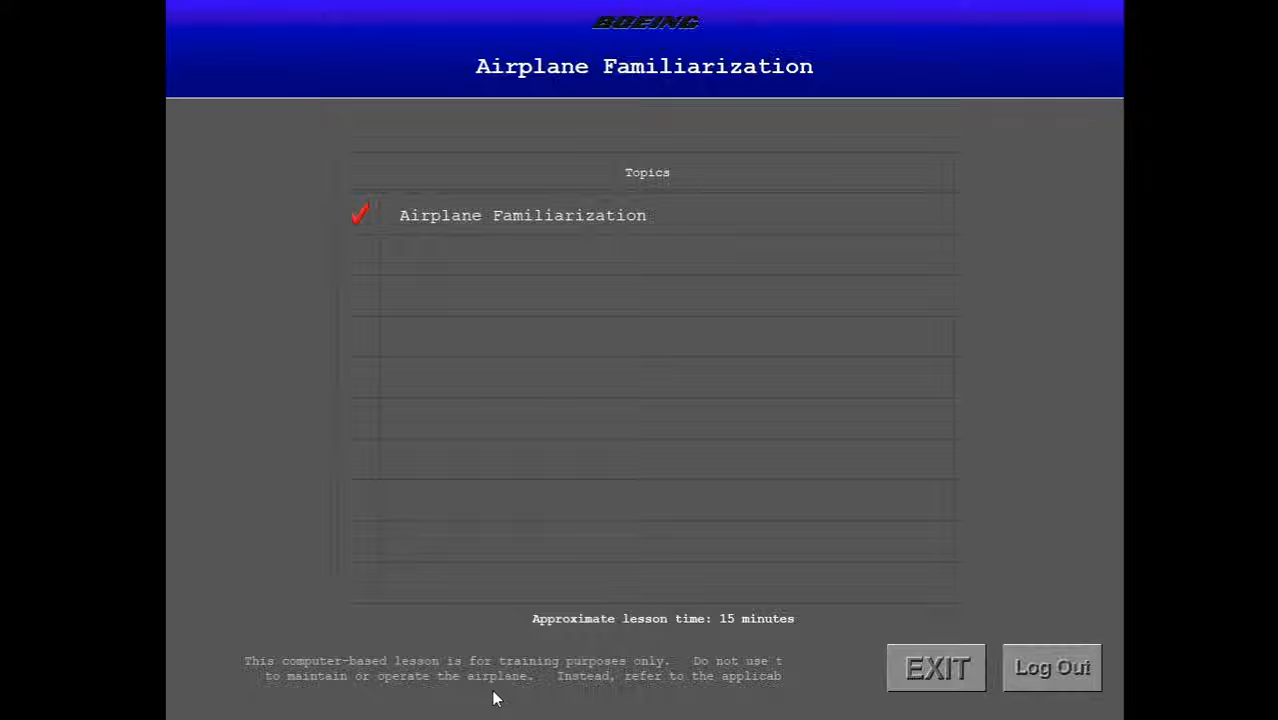 BOEING
Airplane Familiarization
Topics
Airplane Familiarization
Approximate lesson time: 15 minutes
This computer-based lesson is for training purposes only. Do not use t
to maintain or operate the airplane. Instead, refer to the applicab
EXIT
Log Out